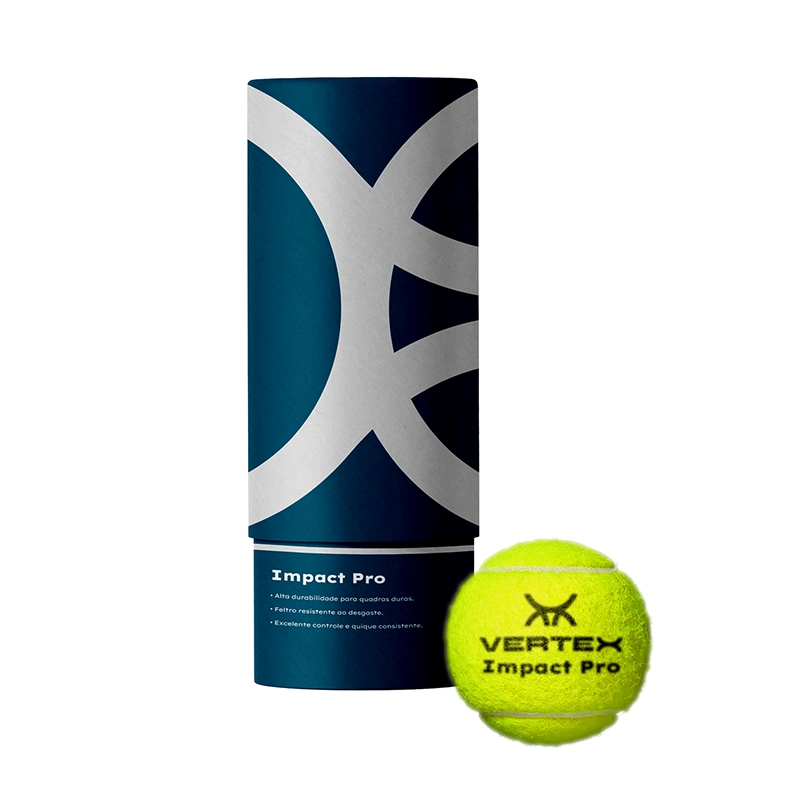 Impact Pro
• Alta durabilidade para quadras duras.
• Feltro resistente ao desgaste.
• Excelente controle e quique consistente.
VERTEX
Impact Pro